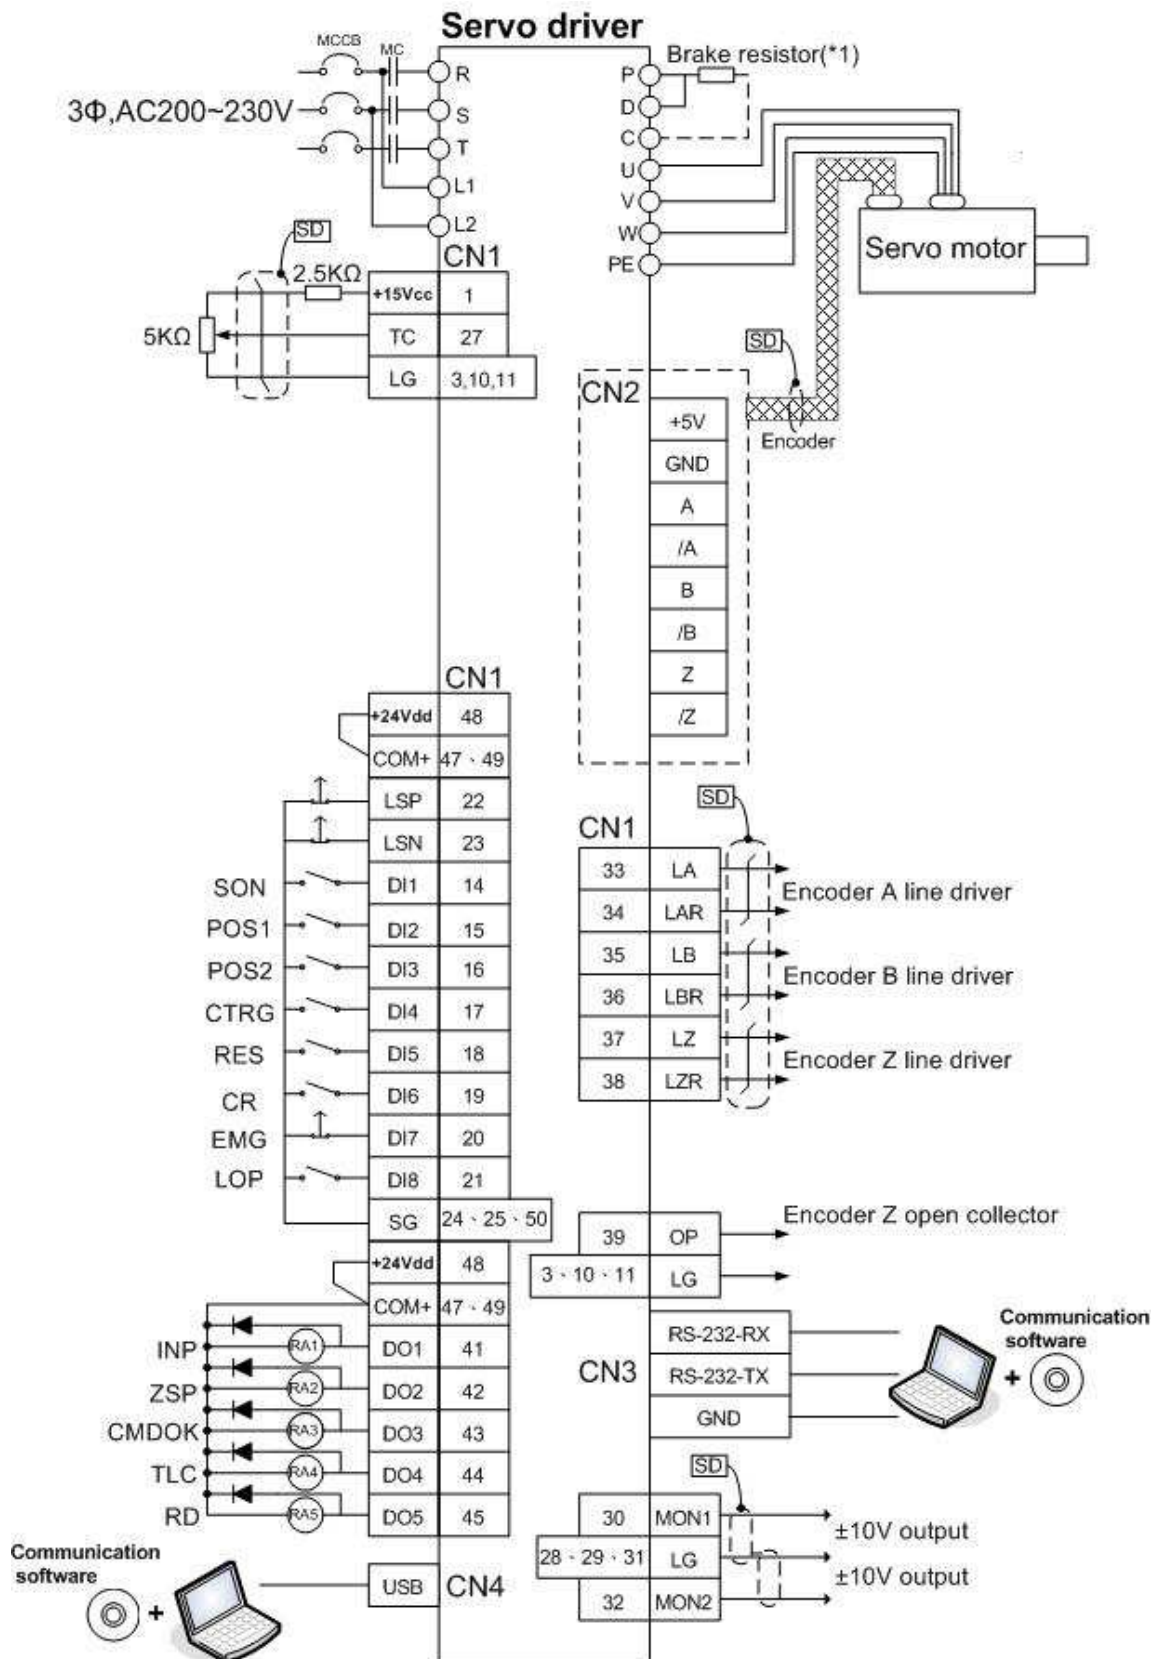 Servo driver
MCCB
MC
3Φ,AC200~230V
R
S
T
L1
L2
P
D
C
U
V
W
PE
Brake resistor(*1)
Servo motor
SD
CN1
2.5KΩ
5KΩ
+15Vcc 1
TC 27
LG 3,10,11
SD
Encoder
CN2
+5V
GND
A
/A
B
/B
Z
/Z
CN1
+24Vdd 48
COM+ 47、49
LSP 22
LSN 23
SON DI1 14
POS1 DI2 15
POS2 DI3 16
CTRG DI4 17
RES DI5 18
CR DI6 19
EMG DI7 20
LOP DI8 21
SG 24、25、50
+24Vdd 48
COM+ 47、49
INP RA1 DO1 41
ZSP RA2 DO2 42
CMDOK RA3 DO3 43
TLC RA4 DO4 44
RD RA5 DO5 45
Communication
software
+
USB CN4
SD
CN1
33 LA
34 LAR
Encoder A line driver
35 LB
36 LBR
Encoder B line driver
37 LZ
38 LZR
Encoder Z line driver
39 OP
Encoder Z open collector
3、10、11 LG
CN3
RS-232-RX
RS-232-TX
GND
Communication
software
+
SD
30 MON1
±10V output
28、29、31 LG
±10V output
32 MON2